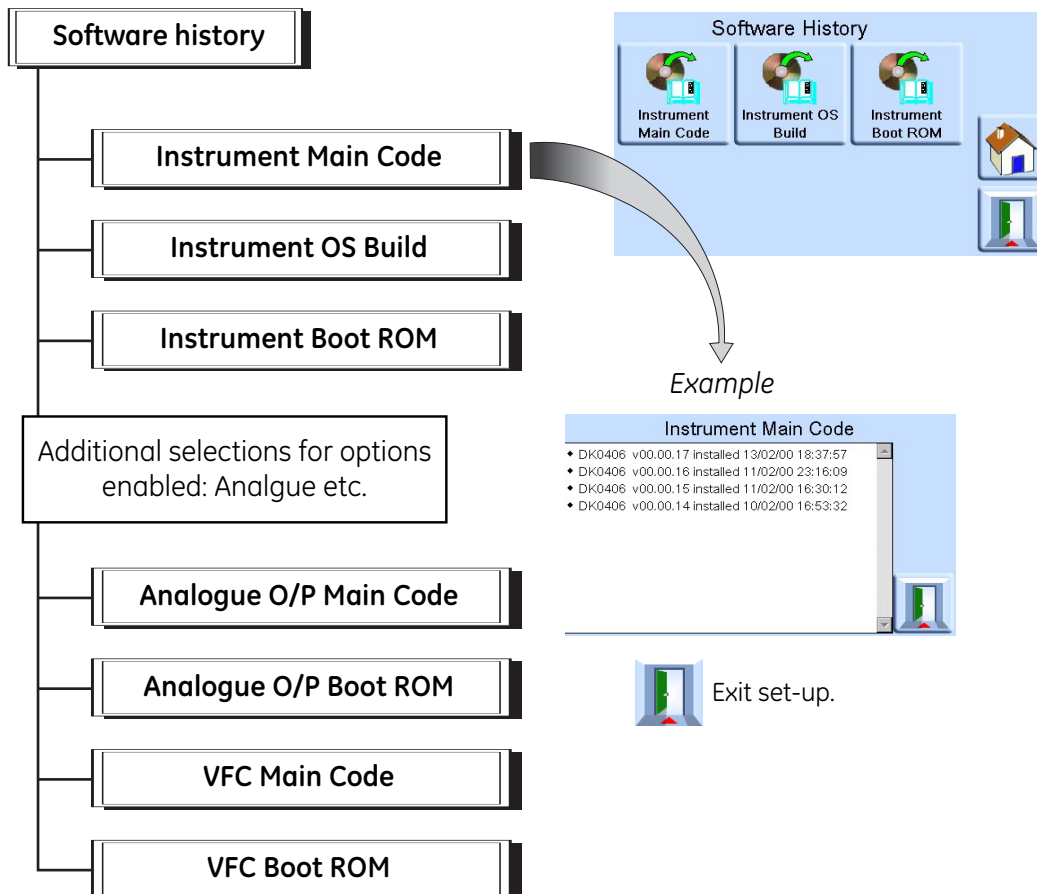 Software history
Instrument Main Code
Instrument OS Build
Instrument Boot ROM
Additional selections for options
enabled: Analgue etc.
Analogue O/P Main Code
Analogue O/P Boot ROM
VFC Main Code
VFC Boot ROM
Software History
Instrument
Main Code
Instrument OS
Build
Instrument
Boot ROM
Example
Instrument Main Code
◆ DK0406 v00.00.17 installed 13/02/00 18:37:57
◆ DK0406 v00.00.16 installed 11/02/00 23:16:09
◆ DK0406 v00.00.15 installed 11/02/00 16:30:12
◆ DK0406 v00.00.14 installed 10/02/00 16:53:32
Exit set-up.